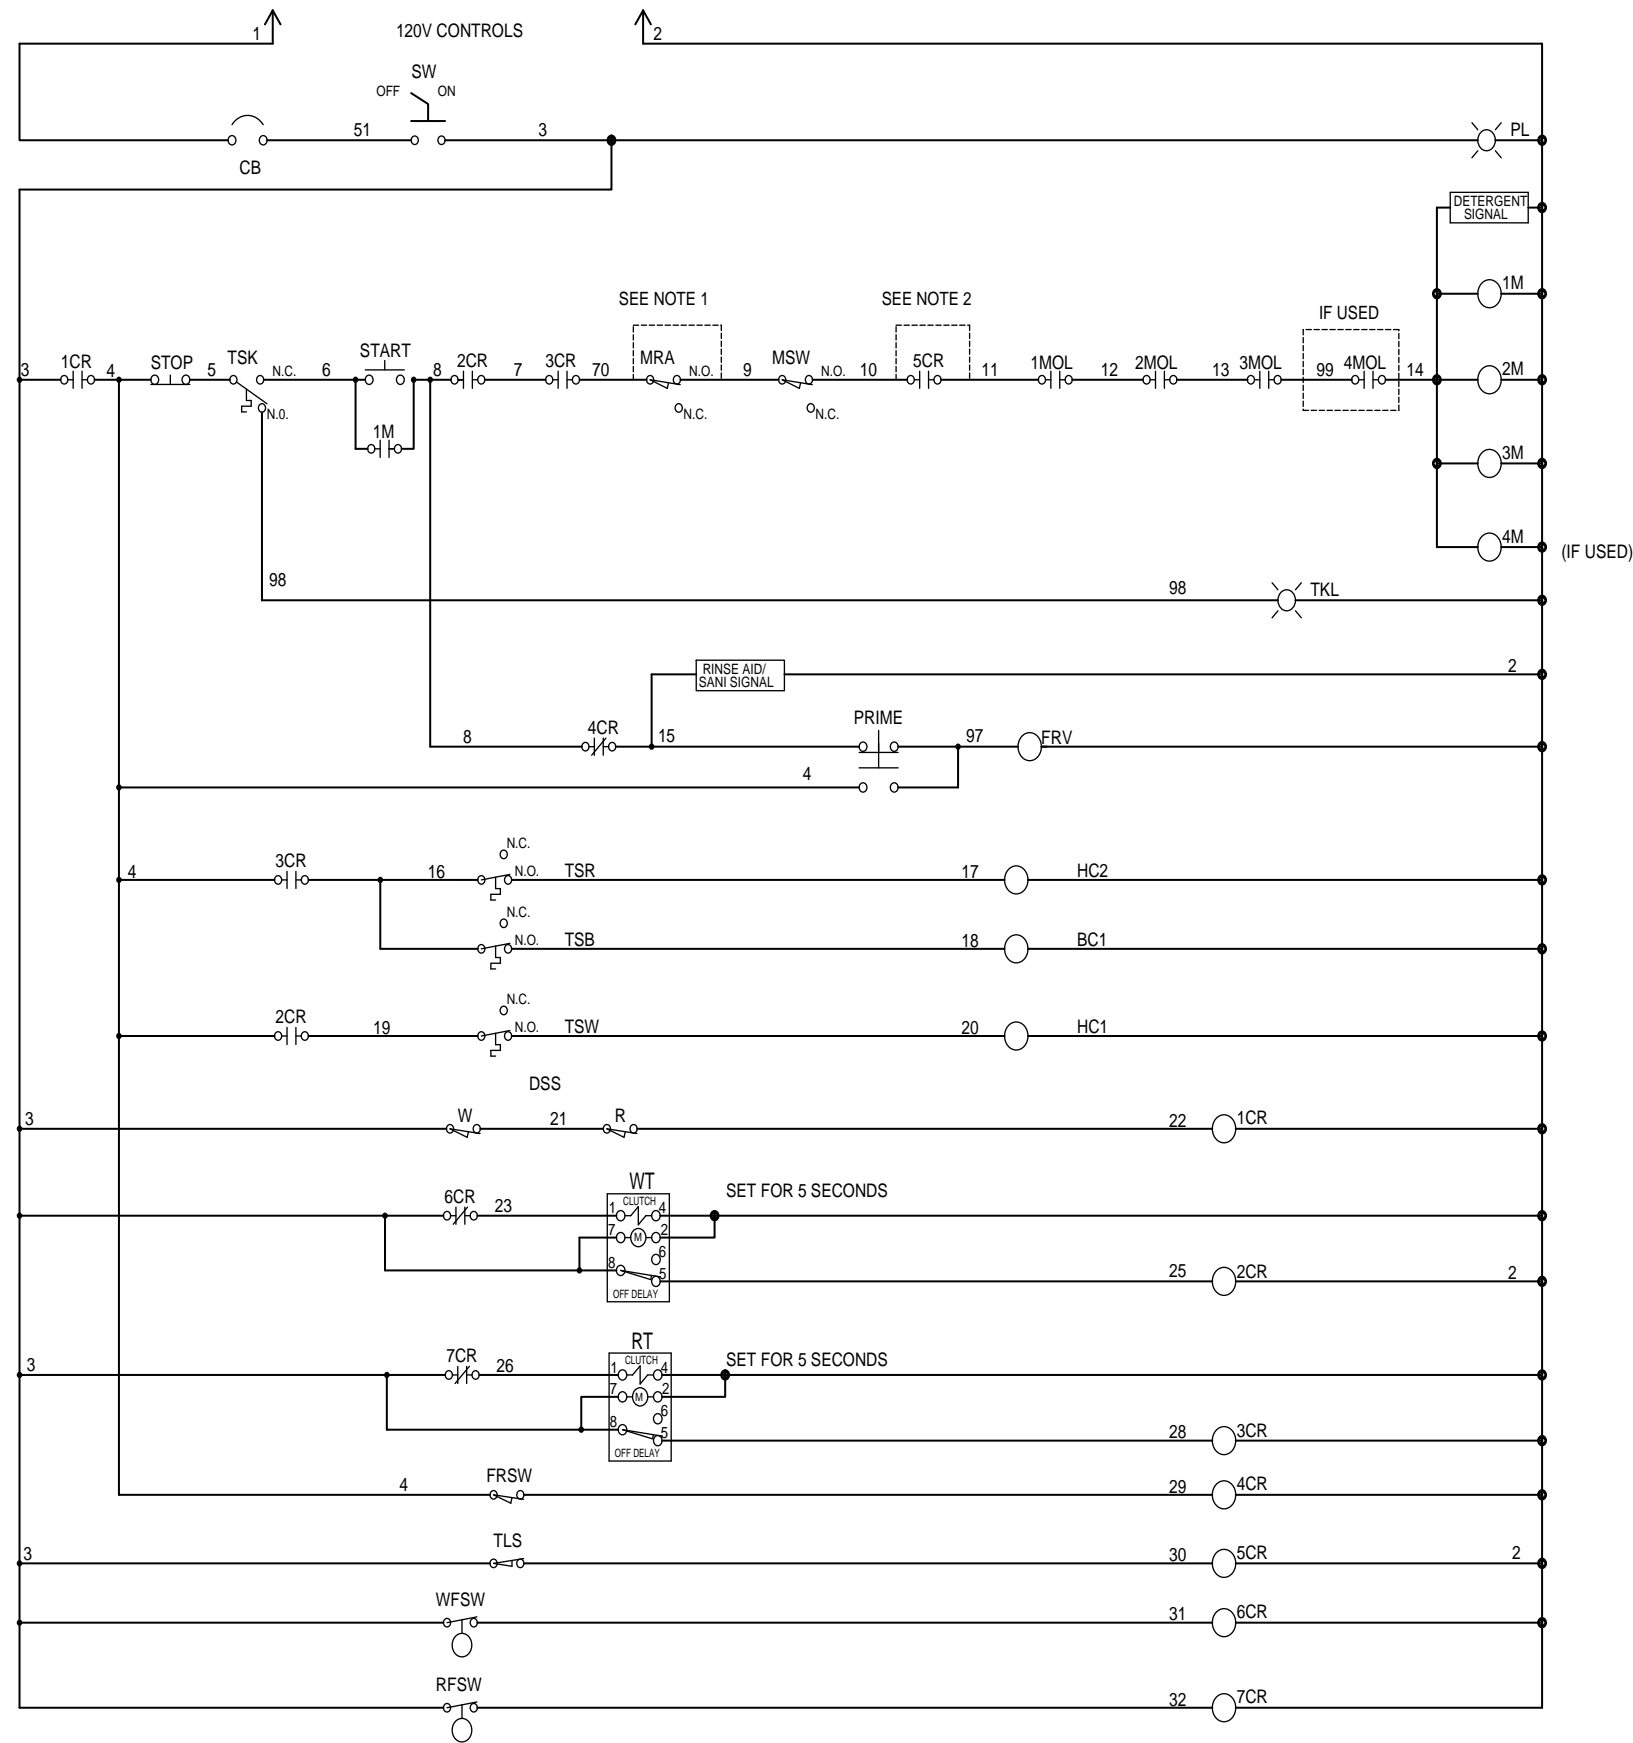 1 120V CONTROLS 2
SW
OFF ON
51 3 PL
CB
DETERGENT
SIGNAL
1M
SEE NOTE 1 SEE NOTE 2
IF USED
3 1CR 4 STOP 5 TSK N.C. 6 START 8 2CR 7 3CR 70 MRA N.O. 9 MSW N.O. 10 5CR 11 1MOL 12 2MOL 13 3MOL 99 4MOL 14 2M
N.0. N.C. N.C.
1M
3M
4M (IF USED)
98 98 TKL
RINSE AID/
SANI SIGNAL
2
PRIME
8 4CR 15 97 FRV
4
N.C.
4 3CR 16 N.O. TSR 17 HC2
N.C.
N.O. TSB 18 BC1
N.C.
2CR 19 N.O. TSW 20 HC1
DSS
3 W 21 R 22 1CR
WT
SET FOR 5 SECONDS
6CR 23 CLUTCH
1 4
7 M 2
6
8 5
OFF DELAY
25 2CR 2
RT
SET FOR 5 SECONDS
3 7CR 26 CLUTCH
1 4
7 M 2
6
8 5
OFF DELAY
28 3CR
4 FRSW 29 4CR
3 TLS 30 5CR 2
WFSW 31 6CR
RFSW 32 7CR